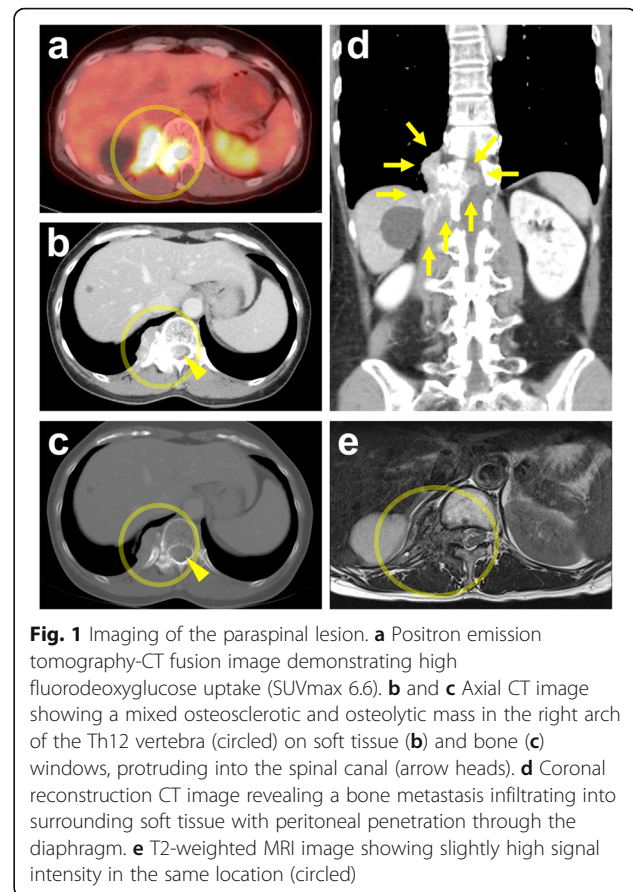 a
d
b
c
e
Fig. 1 Imaging of the paraspinal lesion. a Positron emission
tomography-CT fusion image demonstrating high
fluorodeoxyglucose uptake (SUVmax 6.6). b and c Axial CT image
showing a mixed osteosclerotic and osteolytic mass in the right arch
of the Th12 vertebra (circled) on soft tissue (b) and bone (c)
windows, protruding into the spinal canal (arrow heads). d Coronal
reconstruction CT image revealing a bone metastasis infiltrating into
surrounding soft tissue with peritoneal penetration through the
diaphragm. e T2-weighted MRI image showing slightly high signal
intensity in the same location (circled)